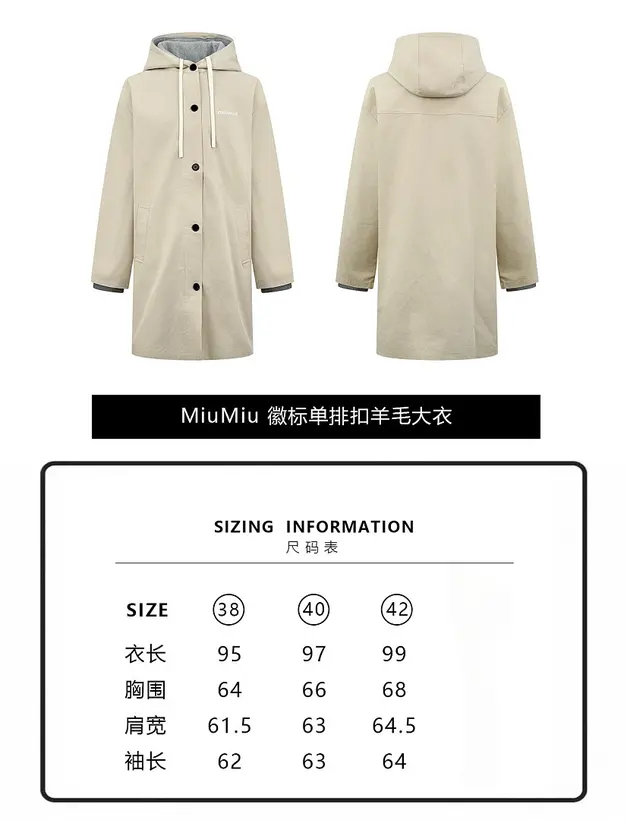 MiuMiu 徽标单排扣羊毛大衣
SIZING INFORMATION
尺码表
SIZE 38 40 42
衣长 95 97 99
胸围 64 66 68
肩宽 61.5 63 64.5
袖长 62 63 64